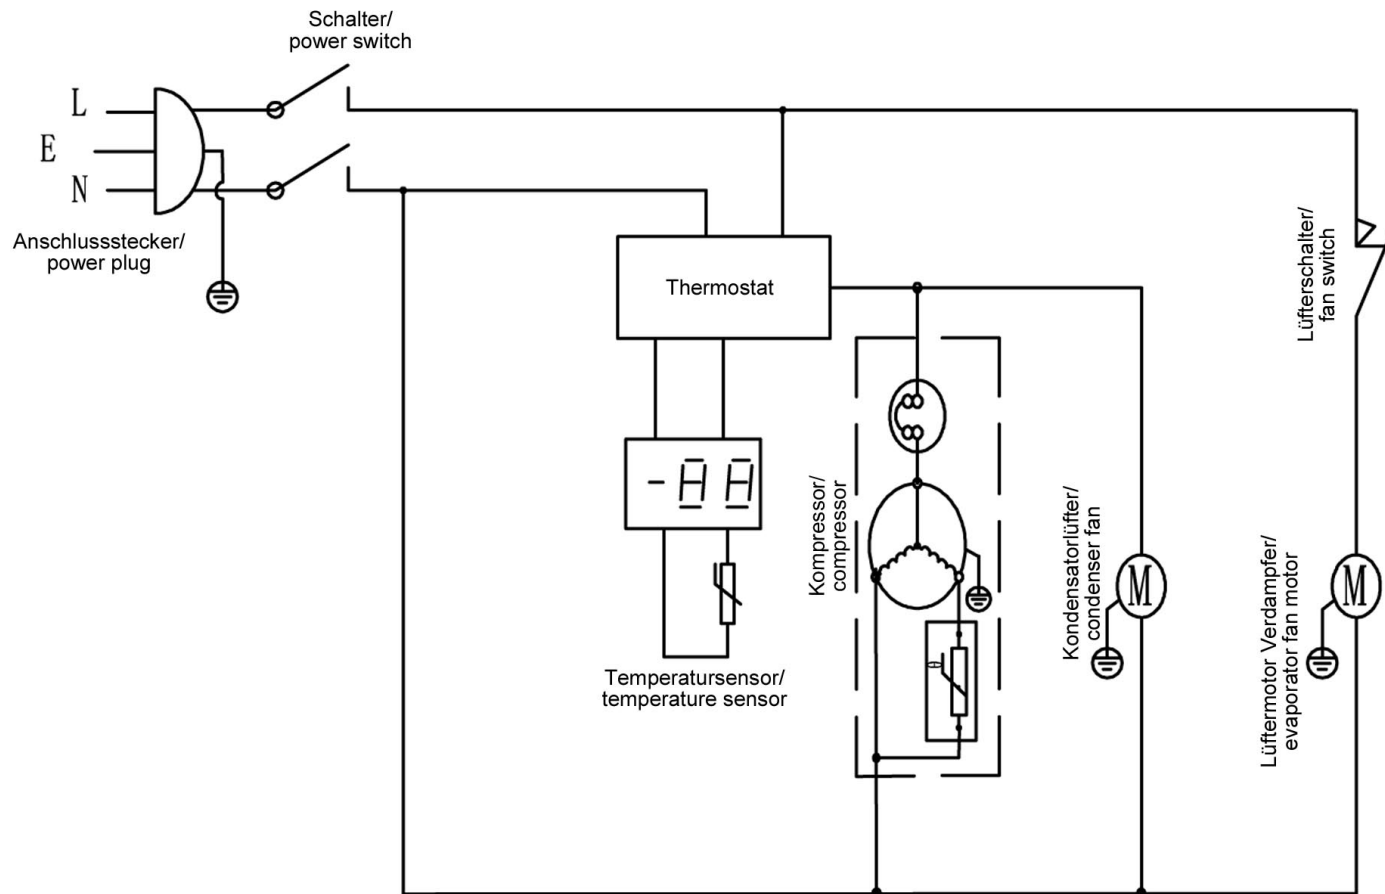 Schalter/
power switch
L
E
N
Anschlussstecker/
power plug
Thermostat
Lüfterschalter/
fan switch
-88
Kompressor/
compressor
Kondensatorlüfter/
condenser fan
M
Lüftermotor Verdampfer/
evaporator fan motor
M
Temperatursensor/
temperature sensor